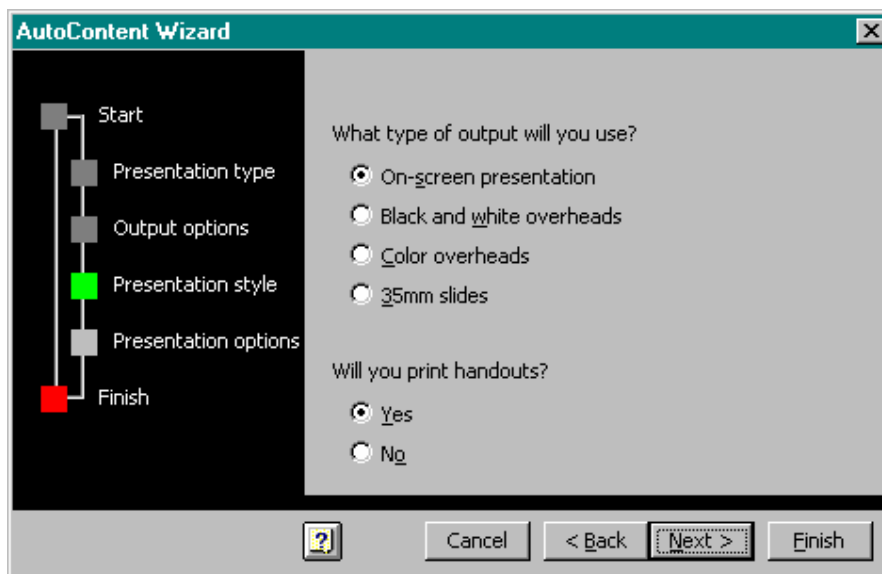 AutoContent Wizard
Start
Presentation type
Output options
Presentation style
Presentation options
Finish
What type of output will you use?
On-screen presentation
Black and white overheads
Color overheads
35mm slides
Will you print handouts?
Yes
No
?
Cancel
< Back
Next >
Finish